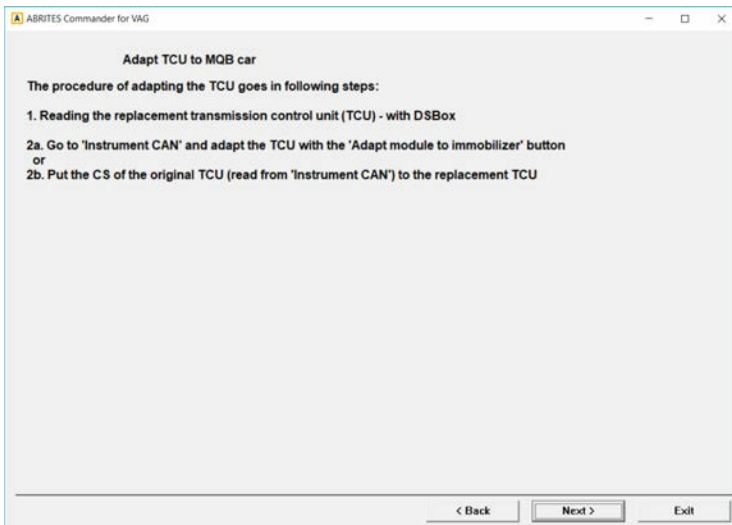 A ABRITES Commander for VAG
Adapt TCU to MQB car
The procedure of adapting the TCU goes in following steps:
1. Reading the replacement transmission control unit (TCU) - with DSBox
2a. Go to 'Instrument CAN' and adapt the TCU with the 'Adapt module to immobilizer' button
or
2b. Put the CS of the original TCU (read from 'Instrument CAN') to the replacement TCU
< Back Next > Exit